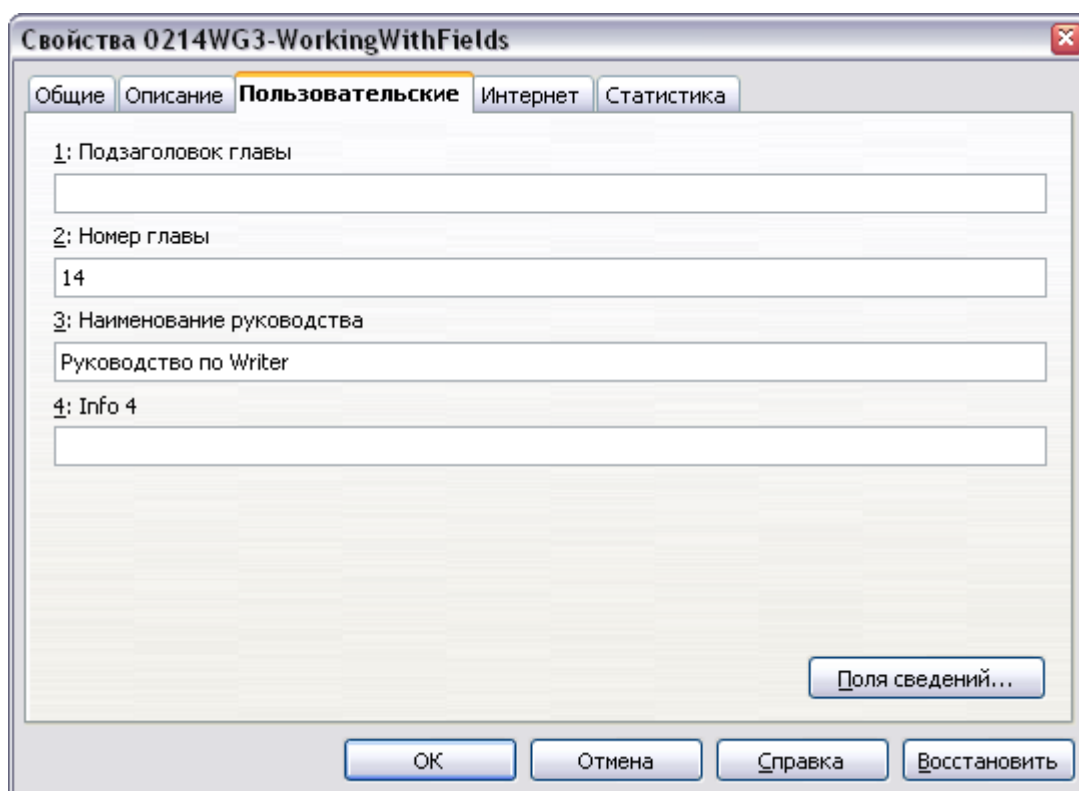 Свойства 0214WG3-WorkingWithFields
Общие Описание Пользовательские Интернет Статистика
1: Подзаголовок главы
2: Номер главы
14
3: Наименование руководства
Руководство по Writer
4: Info 4
Поля сведений...
ОК Отмена Справка Восстановить